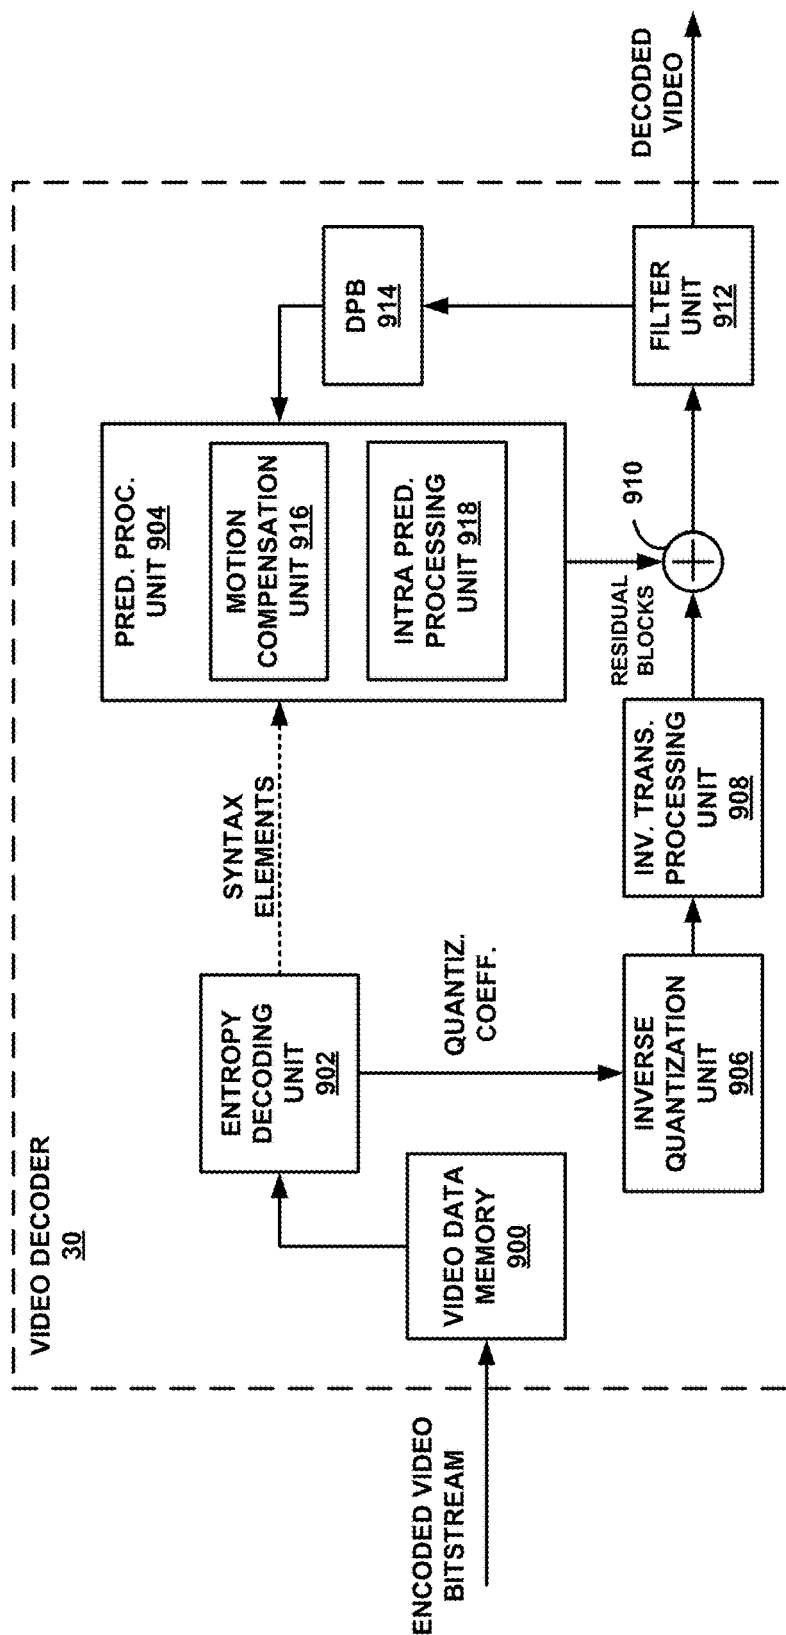 VIDEO DECODER
30
ENCODED VIDEO
BITSTREAM
VIDEO DATA
MEMORY
900
ENTROPY
DECODING
UNIT
902
SYNTAX
ELEMENTS
QUANTIZ.
COEFF.
PRED. PROC.
UNIT 904
MOTION
COMPENSATION
UNIT 916
INTRA PRED.
PROCESSING
UNIT 918
DPB
914
INVERSE
QUANTIZATION
UNIT
906
INV. TRANS.
PROCESSING
UNIT
908
RESIDUAL
BLOCKS
910
FILTER
UNIT
912
DECODED
VIDEO